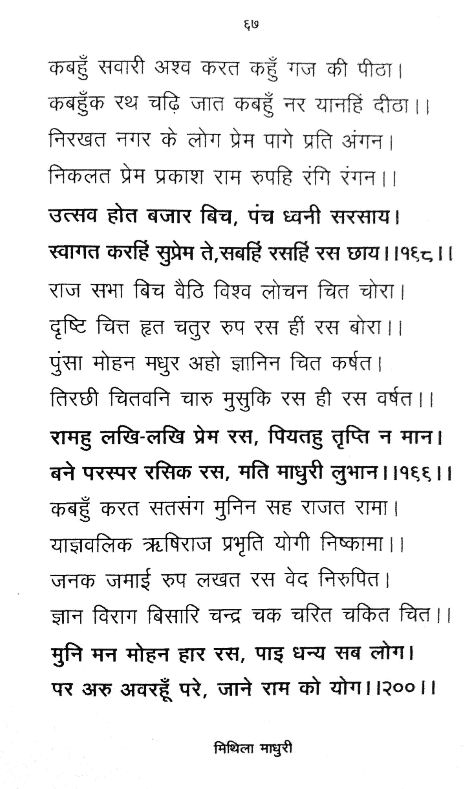 ६७
कबहुँ सवारी अश्व करत कहुँ गज की पीठा।
कबहुँक रथ चढ़ि जात कबहुँ नर यानहिं दीठा।।
निरखत नगर के लोग प्रेम पागे प्रति अंगन।
निकलत प्रेम प्रकाश राम रुपहि रंगि रंगन।।
उत्सव होत बजार बिच, पंच ध्वनी सरसाय।
स्वागत करहिं सुप्रेम ते,सबहिं रसहिं रस छाय।।१६८।।
राज सभा बिच वैठि विश्व लोचन चित चोरा।
दृष्टि चित्त हृत चतुर रुप रस हीं रस बोरा।।
पुंसा मोहन मधुर अहो ज्ञानिन चित कर्षत।
तिरछी चितवनि चारु मुसुकि रस ही रस वर्षत।।
रामहु लखि-लखि प्रेम रस, पियतहु तृप्ति न मान।
बने परस्पर रसिक रस, मति माधुरी लुभान।।१६६।।
कबहुँ करत सतसंग मुनिन सह राजत रामा।
याज्ञवलिक ऋषिराज प्रभृति योगी निष्कामा।।
जनक जमाई रुप लखत रस वेद निरुपित।
ज्ञान विराग बिसारि चन्द्र चक चरित चकित चित।।
मुनि मन मोहन हार रस, पाइ धन्य सब लोग।
पर अरु अवरहूँ परे, जाने राम को योग।।२००।।
मिथिला माधुरी